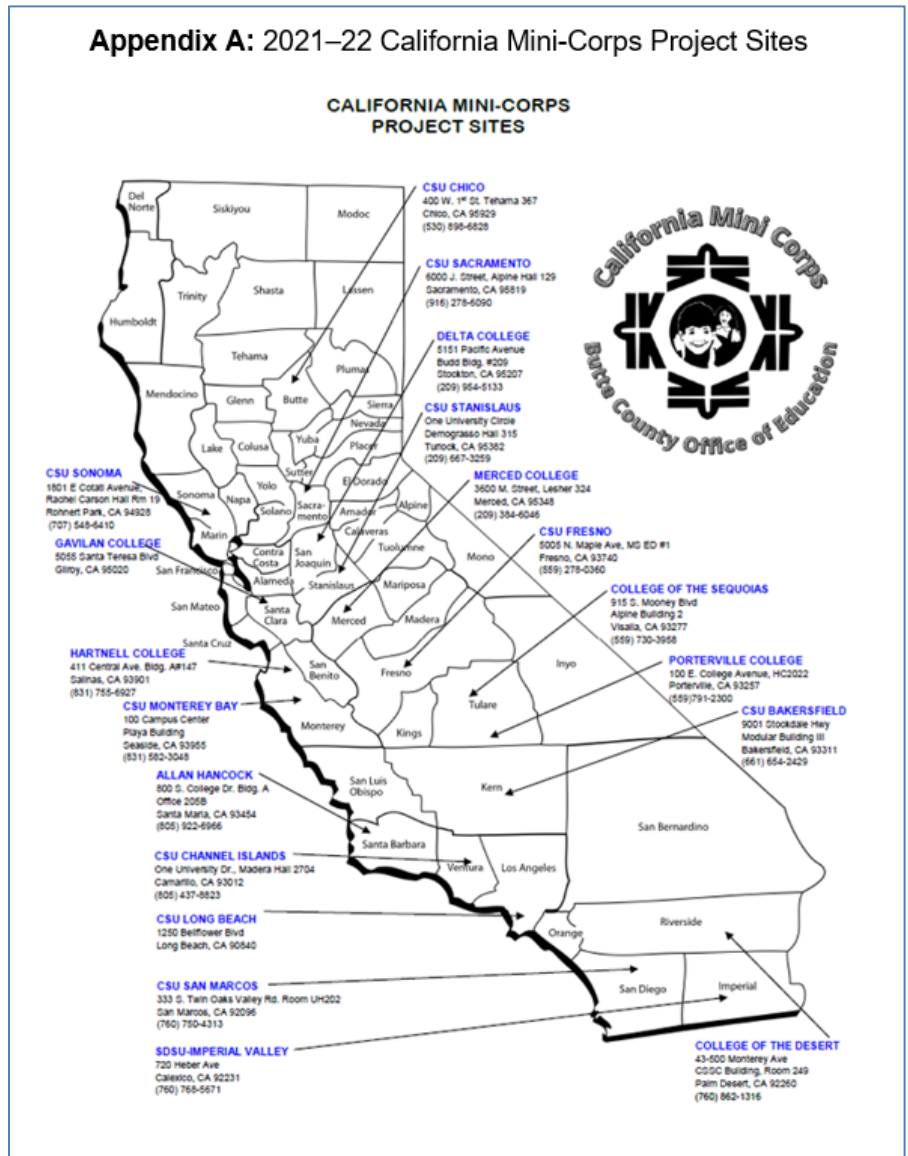 Appendix A: 2021–22 California Mini-Corps Project Sites
CALIFORNIA MINI-CORPS
PROJECT SITES
California Mini Corps
Butte County Office of Education
CSU CHICO
400 W. 1st St. Tehama 367
Chico, CA 95929
(530) 898-6828
CSU SACRAMENTO
6000 J. Street, Alpine Hall 129
Sacramento, CA 95819
(916) 278-6090
DELTA COLLEGE
5151 Pacific Avenue
Budd Bldg. #209
Stockton, CA 95207
(209) 954-5133
CSU STANISLAUS
One University Circle
Demograsso Hall 315
Turlock, CA 95382
(209) 667-3259
MERCED COLLEGE
3600 M. Street, Lesher 324
Merced, CA 95348
(209) 384-6046
CSU FRESNO
5005 N. Maple Ave, MS ED #1
Fresno, CA 93740
(559) 278-0360
COLLEGE OF THE SEQUOIAS
915 S. Mooney Blvd
Alpine Building 2
Visalia, CA 93277
(559) 730-3958
PORTERVILLE COLLEGE
100 E. College Avenue, HC2022
Porterville, CA 93257
(559)791-2300
CSU BAKERSFIELD
9001 Stockdale Hwy
Modular Building III
Bakersfield, CA 93311
(661) 654-2429
CSU SONOMA
1801 E Cotati Avenue,
Rachel Carson Hall Rm 19
Rohnert Park, CA 94928
(707) 548-6410
GAVILAN COLLEGE
5055 Santa Teresa Blvd
Gilroy, CA 95020
HARTNELL COLLEGE
411 Central Ave. Bldg. A#147
Salinas, CA 93901
(831) 755-6927
CSU MONTEREY BAY
100 Campus Center
Playa Building
Seaside, CA 93955
(831) 582-3048
ALLAN HANCOCK
800 S. College Dr. Bldg. A
Office 205B
Santa Maria, CA 93454
(805) 922-6966
CSU CHANNEL ISLANDS
One University Dr., Madera Hall 2704
Camarillo, CA 93012
(805) 437-8823
CSU LONG BEACH
1250 Bellflower Blvd
Long Beach, CA 90840
CSU SAN MARCOS
333 S. Twin Oaks Valley Rd. Room UH202
San Marcos, CA 92096
(760) 750-4313
SDSU-IMPERIAL VALLEY
720 Heber Ave
Calexico, CA 92231
(760) 768-5671
COLLEGE OF THE DESERT
43-500 Monterey Ave
CSSC Building, Room 249
Palm Desert, CA 92260
(760) 862-1316
Del
Norte
Siskiyou
Modoc
Humboldt
Trinity
Shasta
Lassen
Tehama
Plumas
Mendocino
Glenn
Butte
Sierra
Nevada
Lake
Colusa
Yuba
Placer
Sutter
Yolo
El Dorado
Sonoma
Napa
Solano
Sacra-
mento
Amador
Alpine
Marin
Calaveras
Contra
Costa
San
Joaquin
Tuolumne
Mono
San Francisco
Alameda
Stanislaus
Mariposa
San Mateo
Santa
Clara
Merced
Madera
Santa Cruz
San
Benito
Fresno
Inyo
Tulare
Monterey
Kings
San Luis
Obispo
Kern
San Bernardino
Santa Barbara
Ventura
Los Angeles
Orange
Riverside
San Diego
Imperial